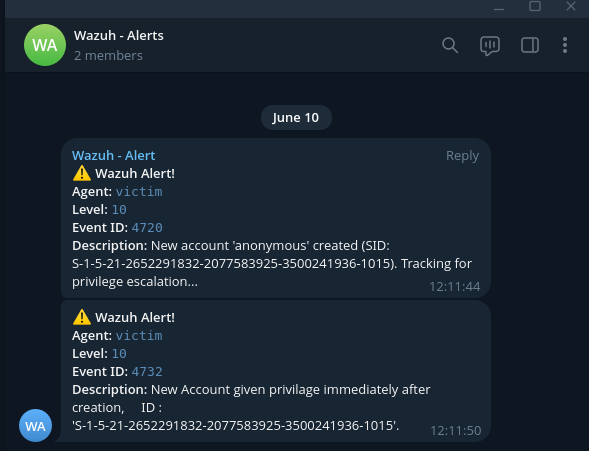 WA
Wazuh - Alerts
2 members
June 10
Wazuh - Alert Reply
⚠️ Wazuh Alert!
Agent: victim
Level: 10
Event ID: 4720
Description: New account 'anonymous' created (SID:
S-1-5-21-2652291832-2077583925-3500241936-1015). Tracking for
privilege escalation...
12:11:44
⚠️ Wazuh Alert!
Agent: victim
Level: 10
Event ID: 4732
Description: New Account given privilage immediately after
creation, ID :
'S-1-5-21-2652291832-2077583925-3500241936-1015'.
12:11:50
WA